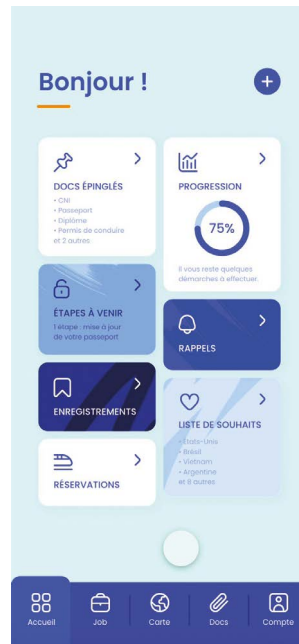 Bonjour !
DOCS ÉPINGLÉS
• CNI
• Passeport
• Diplôme
• Permis de conduire
et 2 autres
PROGRESSION
75%
Il vous reste quelques
démarches à effectuer.
ÉTAPES À VENIR
1 étape : mise à jour
de votre passeport
RAPPELS
ENREGISTREMENTS
LISTE DE SOUHAITS
• États-Unis
• Brésil
• Vietnam
• Argentine
et 8 autres
RÉSERVATIONS
Accueil
Job
Carte
Docs
Compte